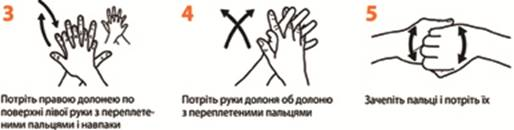 3
4
5
Потріть правою долонею по
поверхні лівої руки з переплете-
ними пальцями і навпаки
Потріть руки долоня об долоню
з переплетеними пальцями
Зачепіть пальці і потріть їх